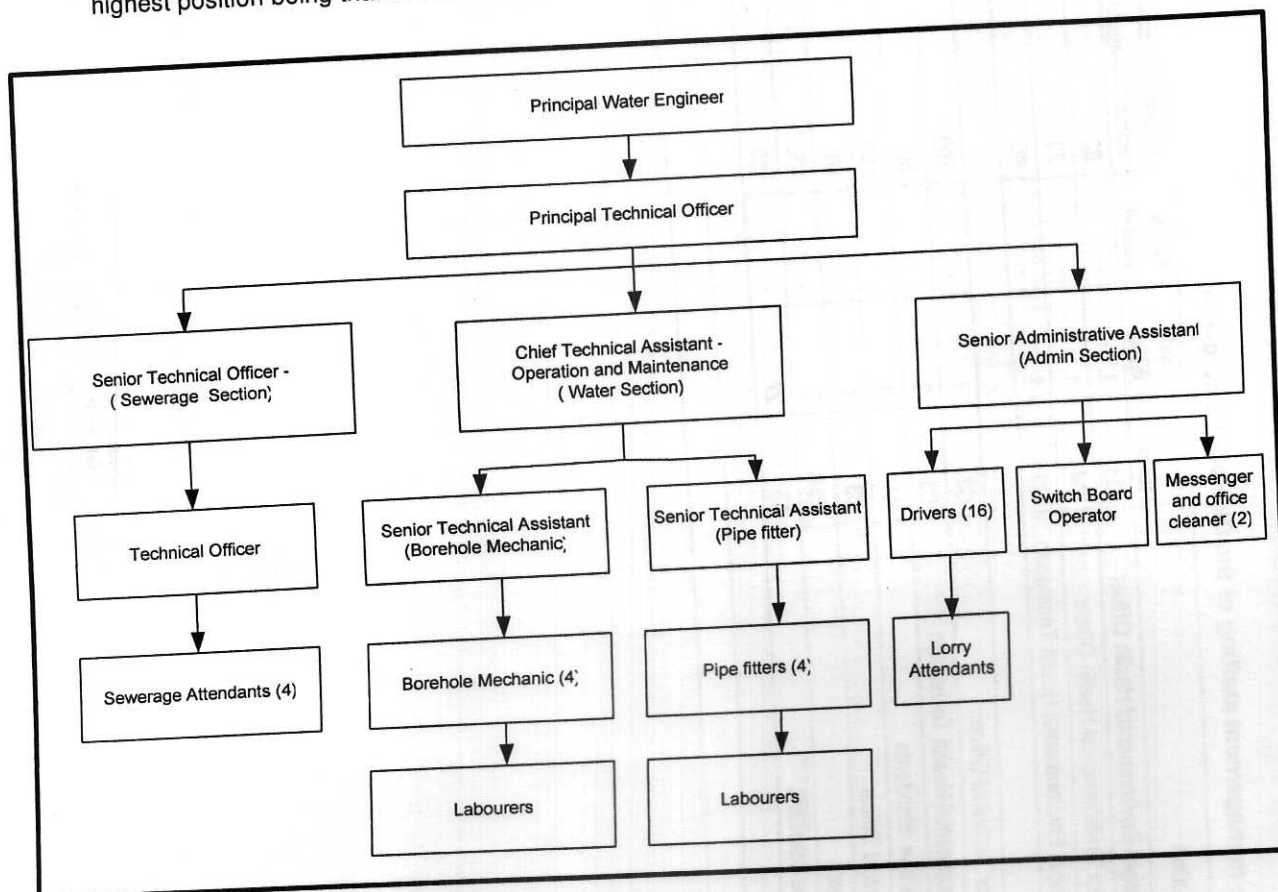 highest position being
Principal Water Engineer
Principal Technical Officer
Senior Technical Officer -
( Sewerage Section)
Chief Technical Assistant -
Operation and Maintenance
( Water Section)
Senior Administrative Assistant
(Admin Section)
Technical Officer
Senior Technical Assistant
(Borehole Mechanic)
Senior Technical Assistant
(Pipe fitter)
Drivers (16)
Switch Board
Operator
Messenger
and office
cleaner (2)
Sewerage Attendants (4)
Borehole Mechanic (4)
Pipe fitters (4)
Lorry
Attendants
Labourers
Labourers